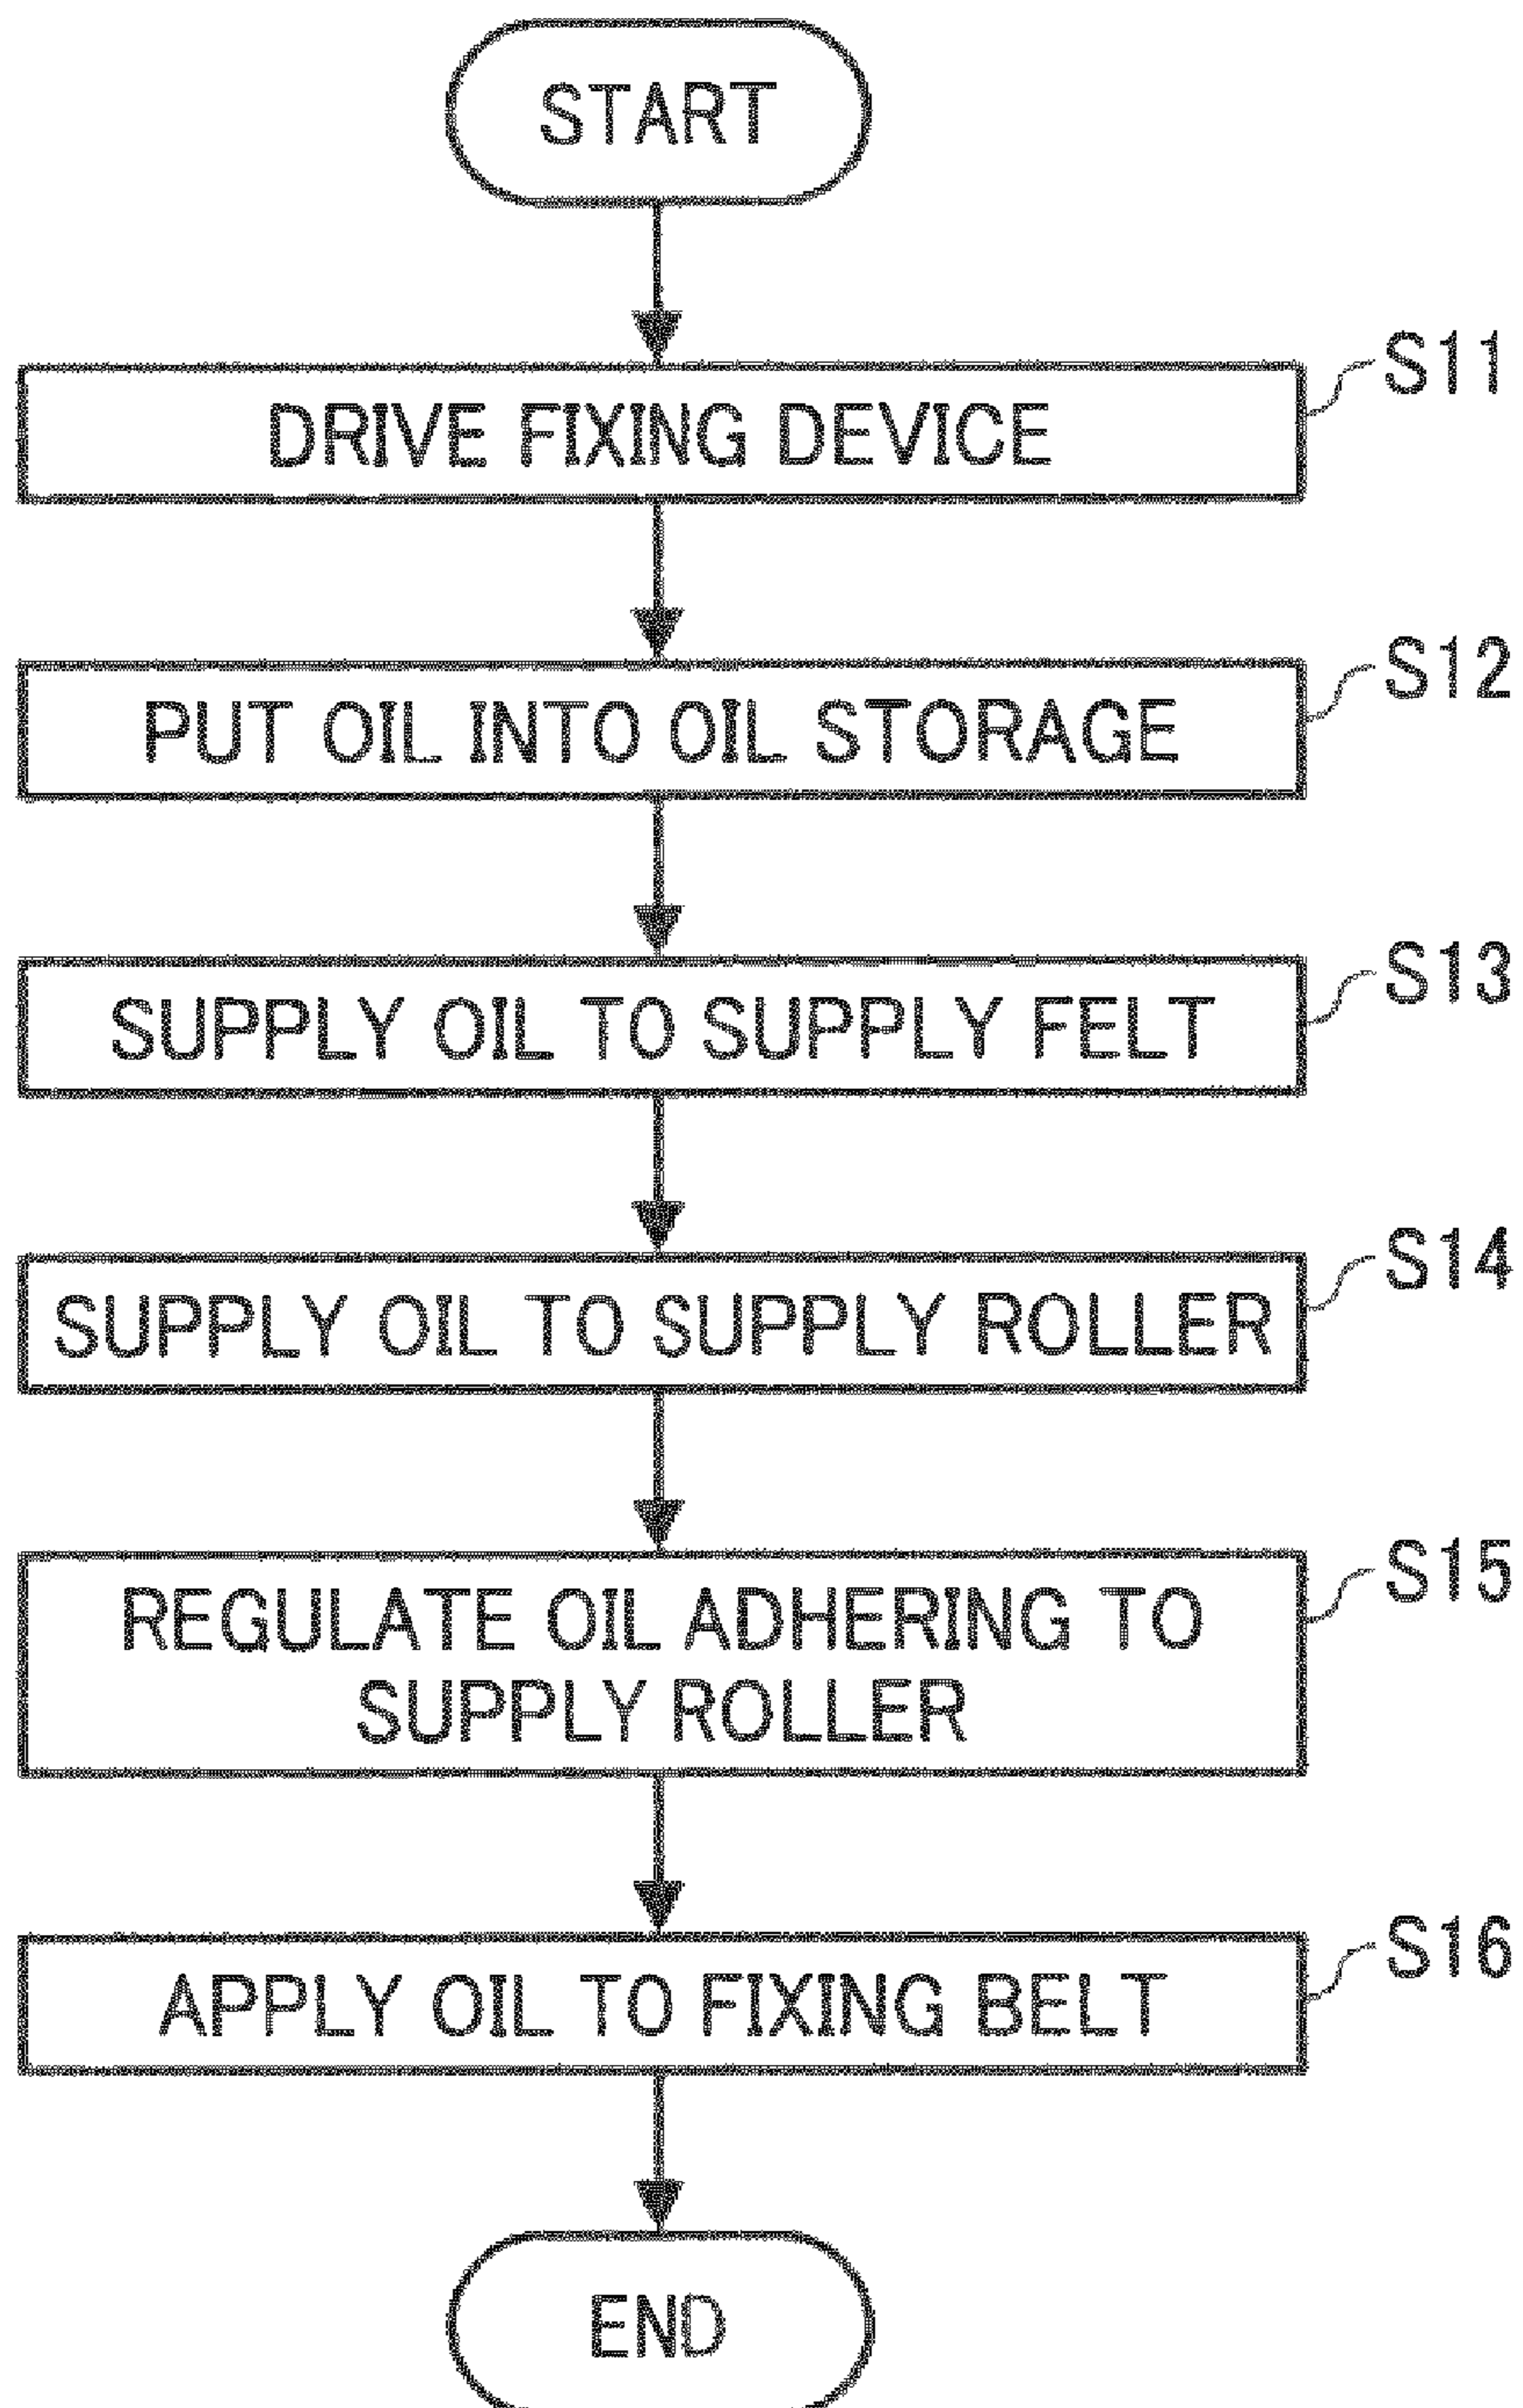 START
S11
DRIVE FIXING DEVICE
S12
PUT OIL INTO OIL STORAGE
S13
SUPPLY OIL TO SUPPLY FELT
S14
SUPPLY OIL TO SUPPLY ROLLER
S15
REGULATE OIL ADHERING TO
SUPPLY ROLLER
S16
APPLY OIL TO FIXING BELT
END